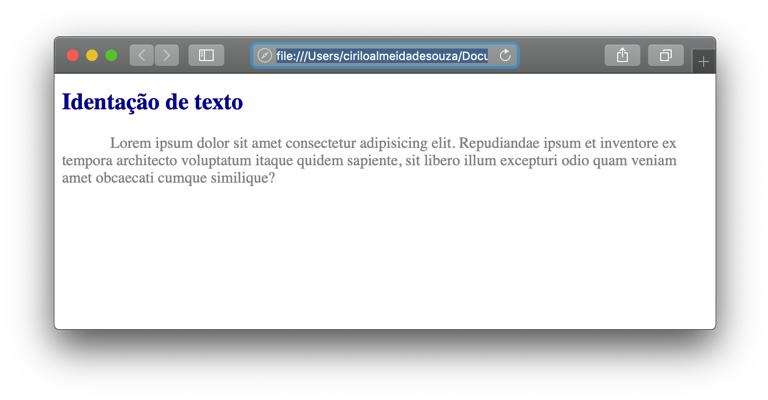 file:///Users/ciriloalmeidadesouza/Docu
Identação de texto
Lorem ipsum dolor sit amet consectetur adipisicing elit. Repudiandae ipsum et inventore ex
tempora architecto voluptatum itaque quidem sapiente, sit libero illum excepturi odio quam veniam
amet obcaecati cumque similique?